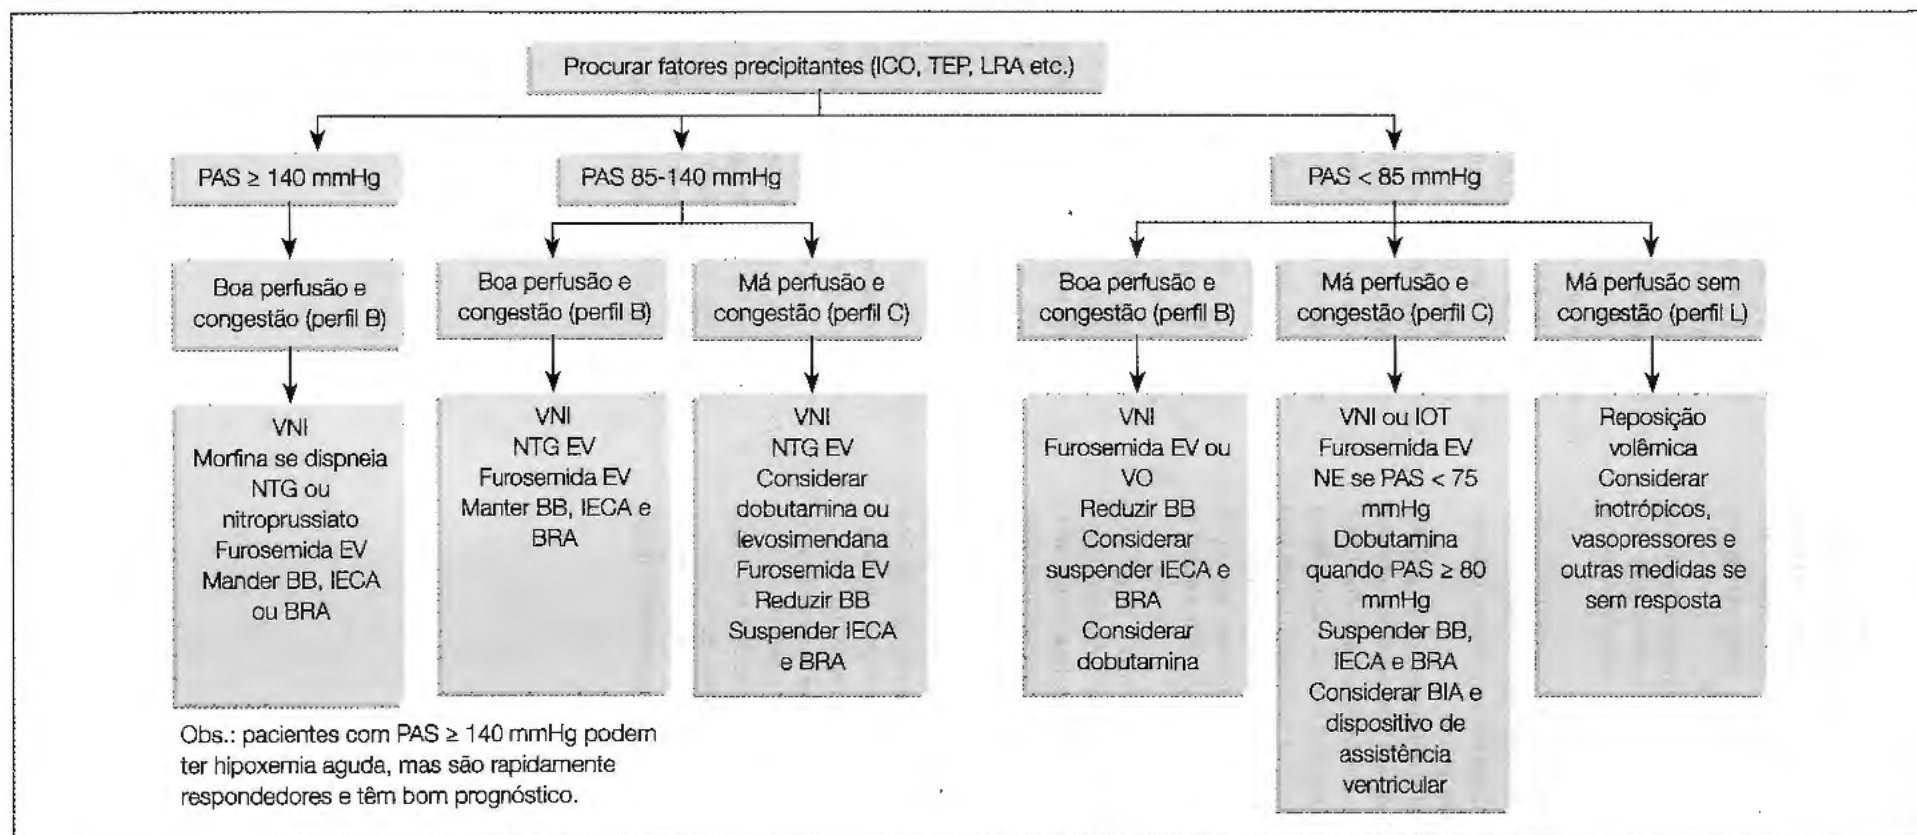 Procurar fatores precipitantes (ICO, TEP, LRA etc.)
PAS ≥ 140 mmHg
PAS 85-140 mmHg
PAS < 85 mmHg
Boa perfusão e
congestão (perfil B)
Boa perfusão e
congestão (perfil B)
Má perfusão e
congestão (perfil C)
Boa perfusão e
congestão (perfil B)
Má perfusão e
congestão (perfil C)
Má perfusão sem
congestão (perfil L)
VNI
Morfina se dispneia
NTG ou
nitroprussiato
Furosemida EV
Mander BB, IECA
ou BRA
VNI
NTG EV
Furosemida EV
Manter BB, IECA e
BRA
VNI
NTG EV
Considerar
dobutamina ou
levosimendana
Furosemida EV
Reduzir BB
Suspender IECA
e BRA
VNI
Furosemida EV ou
VO
Reduzir BB
Considerar
suspender IECA e
BRA
Considerar
dobutamina
VNI ou IOT
Furosemida EV
NE se PAS < 75
mmHg
Dobutamina
quando PAS ≥ 80
mmHg
Suspender BB,
IECA e BRA
Considerar BIA e
dispositivo de
assistência
ventricular
Reposição
volêmica
Considerar
inotrópicos,
vasopressores e
outras medidas se
sem resposta
Obs.: pacientes com PAS ≥ 140 mmHg podem
ter hipoxemia aguda, mas são rapidamente
respondedores e têm bom prognóstico.